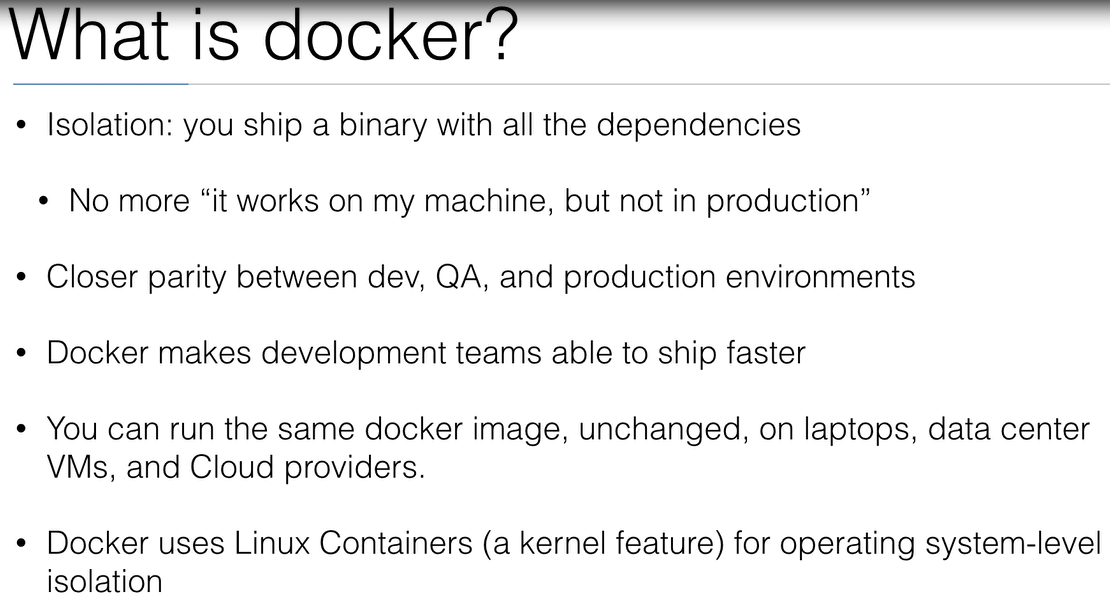 What is docker?
• Isolation: you ship a binary with all the dependencies
• No more “it works on my machine, but not in production”
• Closer parity between dev, QA, and production environments
• Docker makes development teams able to ship faster
• You can run the same docker image, unchanged, on laptops, data center
VMs, and Cloud providers.
• Docker uses Linux Containers (a kernel feature) for operating system-level
isolation